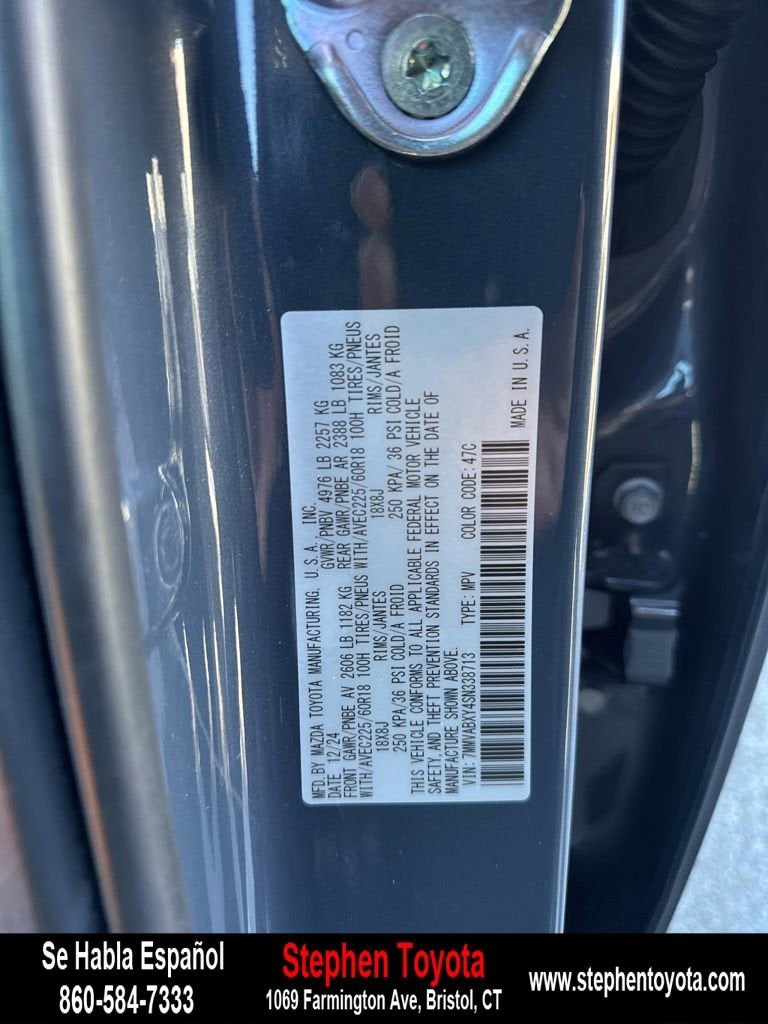 MFD.BY MAZDA TOYOTA MANUFACTURING, U.S.A. INC.
DATE 12/24 GVWR/PNBV 4976 LB 2257 KG
FRONT GAWR/PNBE AV 2606 LB 1182 KG REAR GAWR/PNBE AR 2388 LB 1083 KG
WITH/AVEC225/60R18 100H TIRES/PNEUS WITH/AVEC225/60R18 100H TIRES/PNEUS
18X8J RIMS/JANTES 18X8J RIMS/JANTES
250 KPA/36 PSI COLD/A FROID 250 KPA/ 36 PSI COLD/A FROID
THIS VEHICLE CONFORMS TO ALL APPLICABLE FEDERAL MOTOR VEHICLE
SAFETY, AND THEFT PREVENTION STANDARDS IN EFFECT ON THE DATE OF
MANUFACTURE SHOWN ABOVE.
VIN: 7MMVABXY4SN338713 TYPE: MPV COLOR CODE: 47C
MADE IN U.S.A.
Se Habla Español
860-584-7333
Stephen Toyota
1069 Farmington Ave, Bristol, CT
www.stephentoyota.com